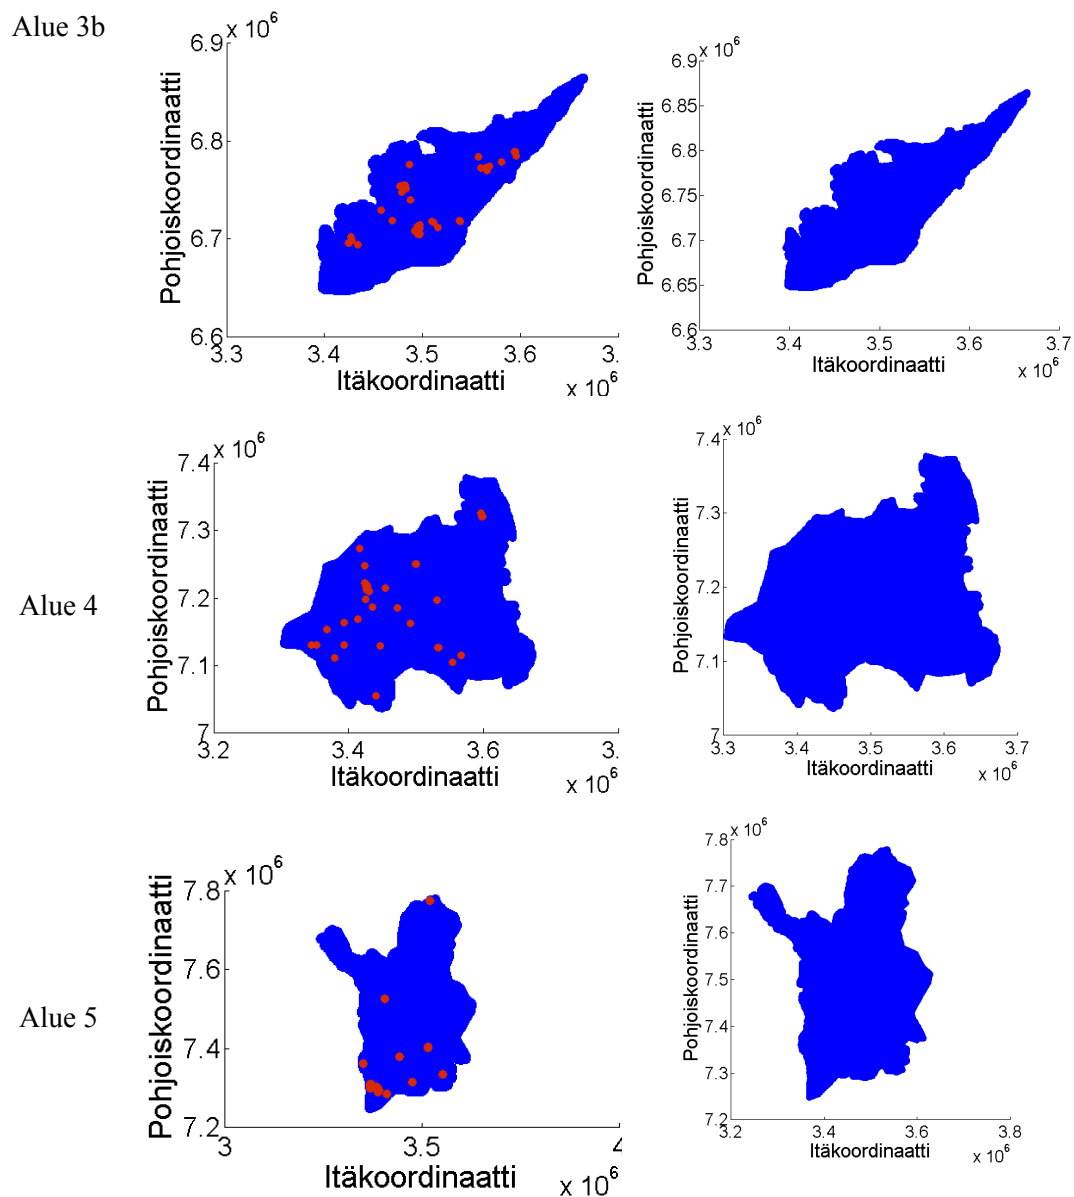 Alue 3b
x 10^6
6.9
6.8
6.7
6.6
3.3
3.4
3.5
3.6
3.
Pohjoiskoordinaatti
Itäkoordinaatti
x 10^6
x 10^6
6.9
6.85
6.8
6.75
6.7
6.65
6.6
3.3
3.4
3.5
3.6
3.7
Pohjoiskoordinaatti
Itäkoordinaatti
x 10^6
Alue 4
x 10^6
7.4
7.3
7.2
7.1
7
3.2
3.4
3.6
3.
Pohjoiskoordinaatti
Itäkoordinaatti
x 10^6
x 10^6
7.4
7.3
7.2
7.1
7
3.3
3.4
3.5
3.6
3.7
Pohjoiskoordinaatti
Itäkoordinaatti
x 10^6
Alue 5
x 10^6
7.8
7.6
7.4
7.2
3
3.5
4
Pohjoiskoordinaatti
Itäkoordinaatti
x 10^6
x 10^6
7.8
7.7
7.6
7.5
7.4
7.3
7.2
3.2
3.4
3.6
3.8
Pohjoiskoordinaatti
Itäkoordinaatti
x 10^6